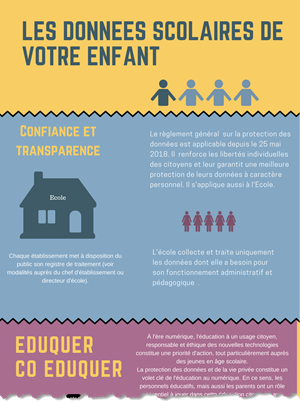 LES DONNEES SCOLAIRES DE
VOTRE ENFANT
CONFIANCE ET
TRANSPARENCE
Ecole
Chaque établissement met à disposition du
public son registre de traitement (voir
modalités auprès du chef d'établissement ou
directeur d'école).
Le règlement général sur la protection des
données est applicable depuis le 25 mai
2018. Il renforce les libertés individuelles
des citoyens et leur garantit une meilleure
protection de leurs données à caractère
personnel. Il s'applique aussi à l'Ecole.
L'école collecte et traite uniquement
les données dont elle a besoin pour
son fonctionnement administratif et
pédagogique .
EDUQUER
CO EDUQUER
À l'ère numérique, l'éducation à un usage citoyen,
responsable et éthique des nouvelles technologies
constitue une priorité d'action, tout particulièrement auprès
des jeunes en âge scolaire.
La protection des données et de la vie privée constitue un
volet clé de l'éducation au numérique. En ce sens, les
personnels éducatifs, mais aussi les parents ont un rôle